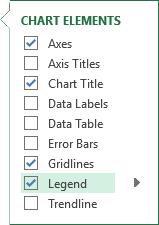 CHART ELEMENTS
Axes
Axis Titles
Chart Title
Data Labels
Data Table
Error Bars
Gridlines
Legend
Trendline